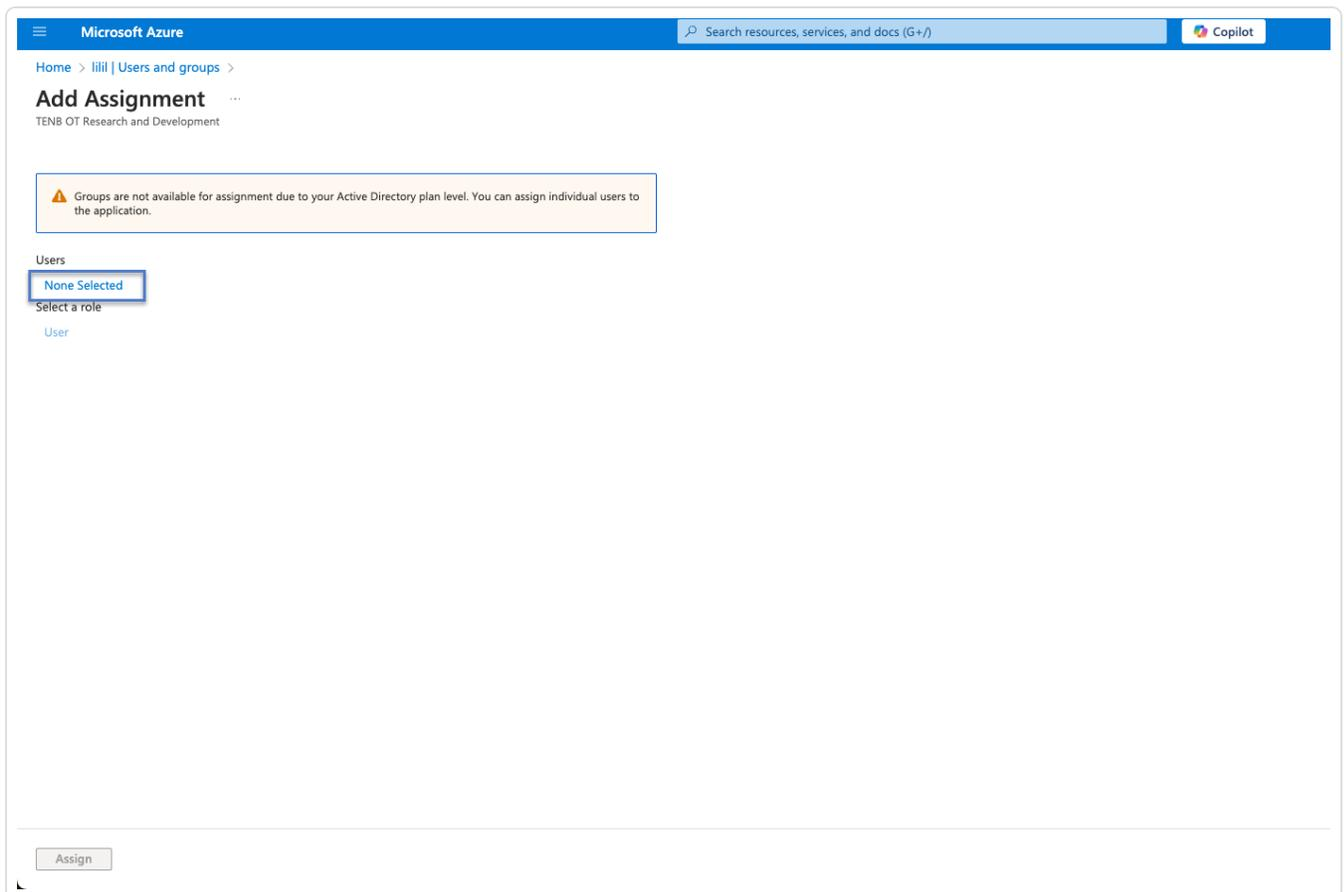 Microsoft Azure
Search resources, services, and docs (G+/)
Copilot
Home > lilil | Users and groups >
Add Assignment ...
TENB OT Research and Development
Groups are not available for assignment due to your Active Directory plan level. You can assign individual users to
the application.
Users
None Selected
Select a role
User
Assign